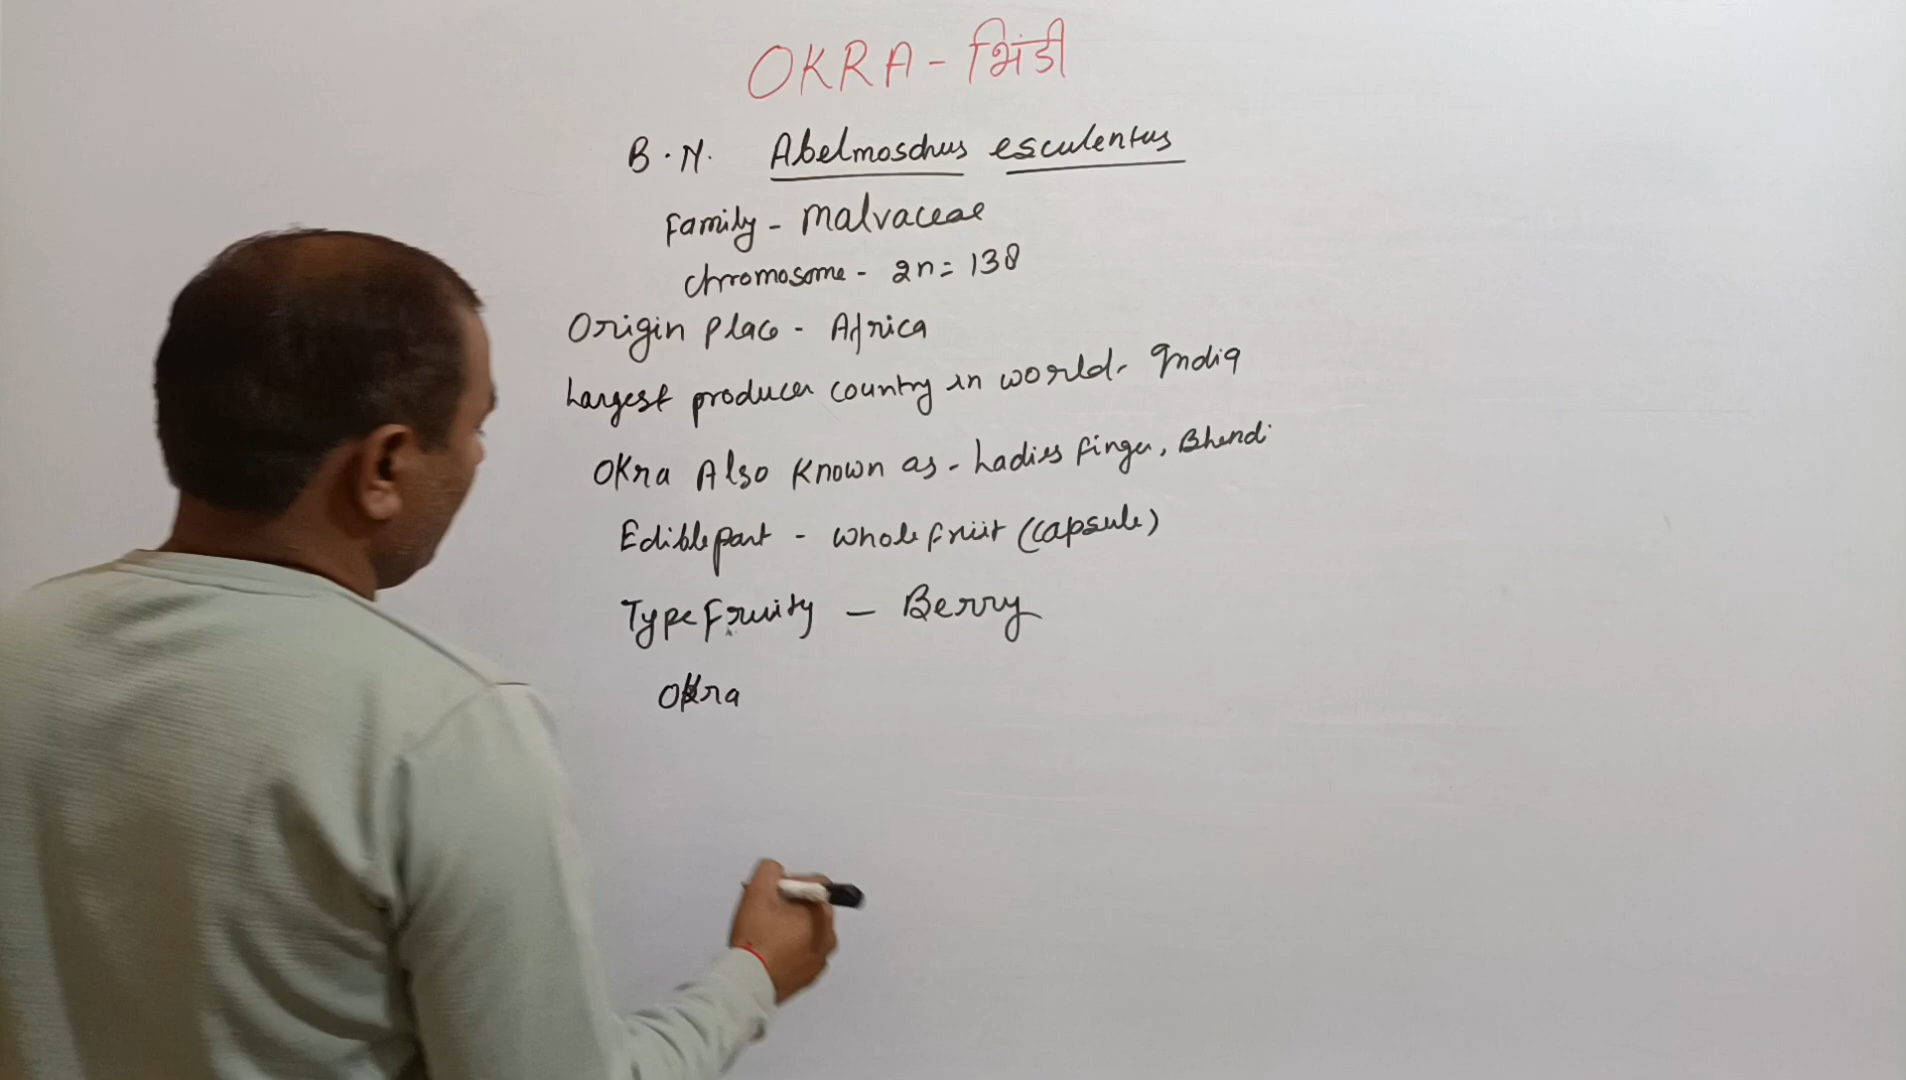 OKRA - भिंडी
B.N. Abelmoschus esculentus
Family - Malvaceae
Chromosome - 2n = 138
Origin Place - Africa
Largest producer country in world - India
Okra Also Known as - Ladies finger, Bhendi
Edible part - whole fruit (capsule)
Type Fruity - Berry
Okra